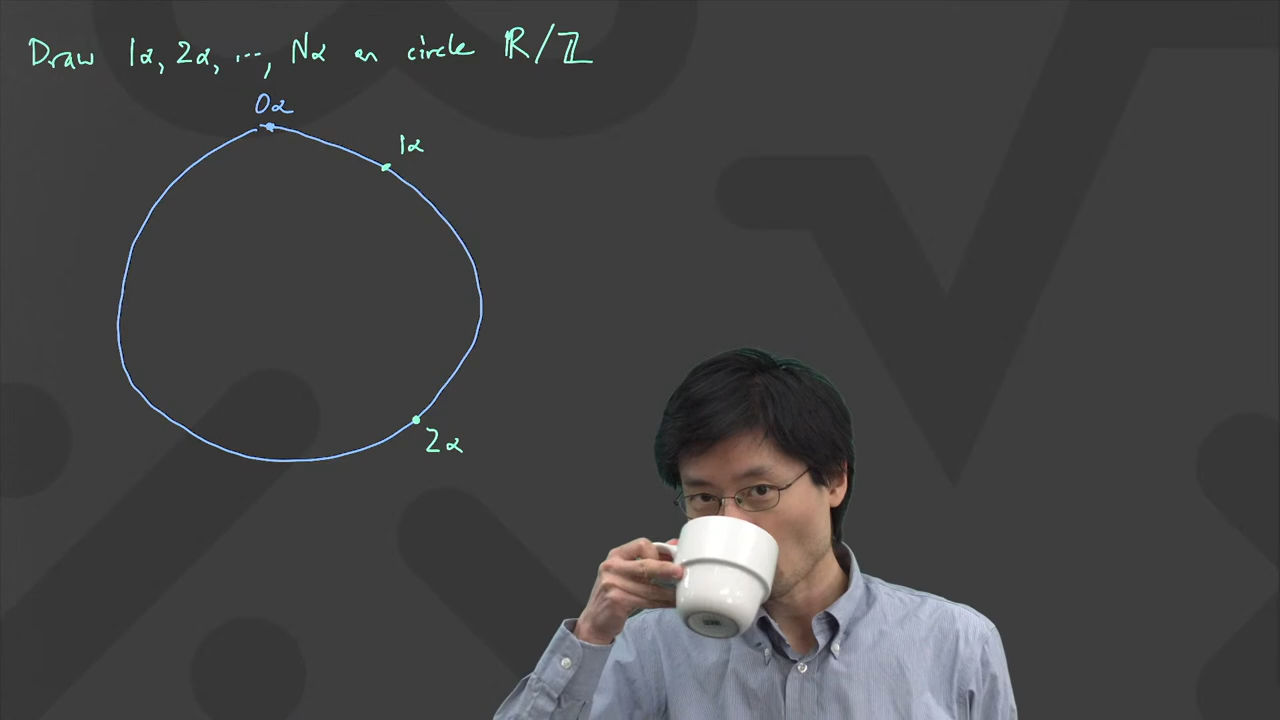 Draw 1α, 2α, ..., Nα on circle ℝ/ℤ
0α
1α
2α